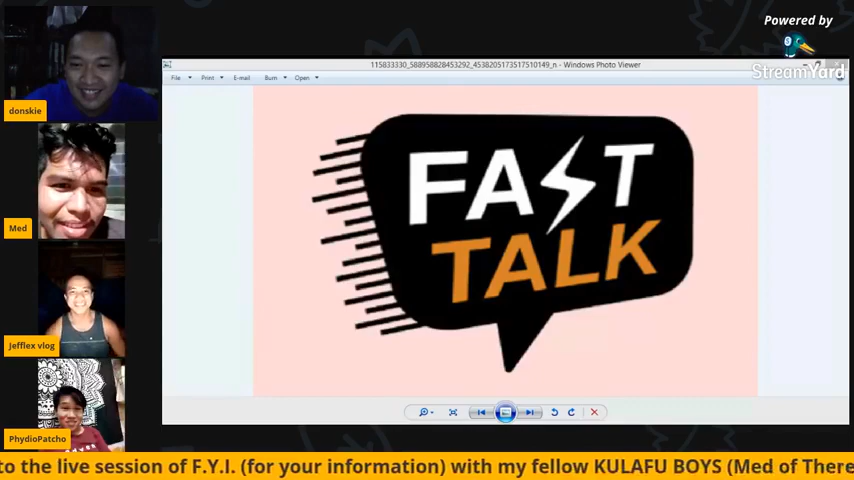 Powered by
StreamYard
donskie
Med
Jefflex vlog
PhydioPatcho
115833330_588958828453292_4538205173517510149_n - Windows Photo Viewer
File Print E-mail Burn Open
FAST
TALK
to the live session of F.Y.I. (for your information) with my fellow KULAFU BOYS (Med of There